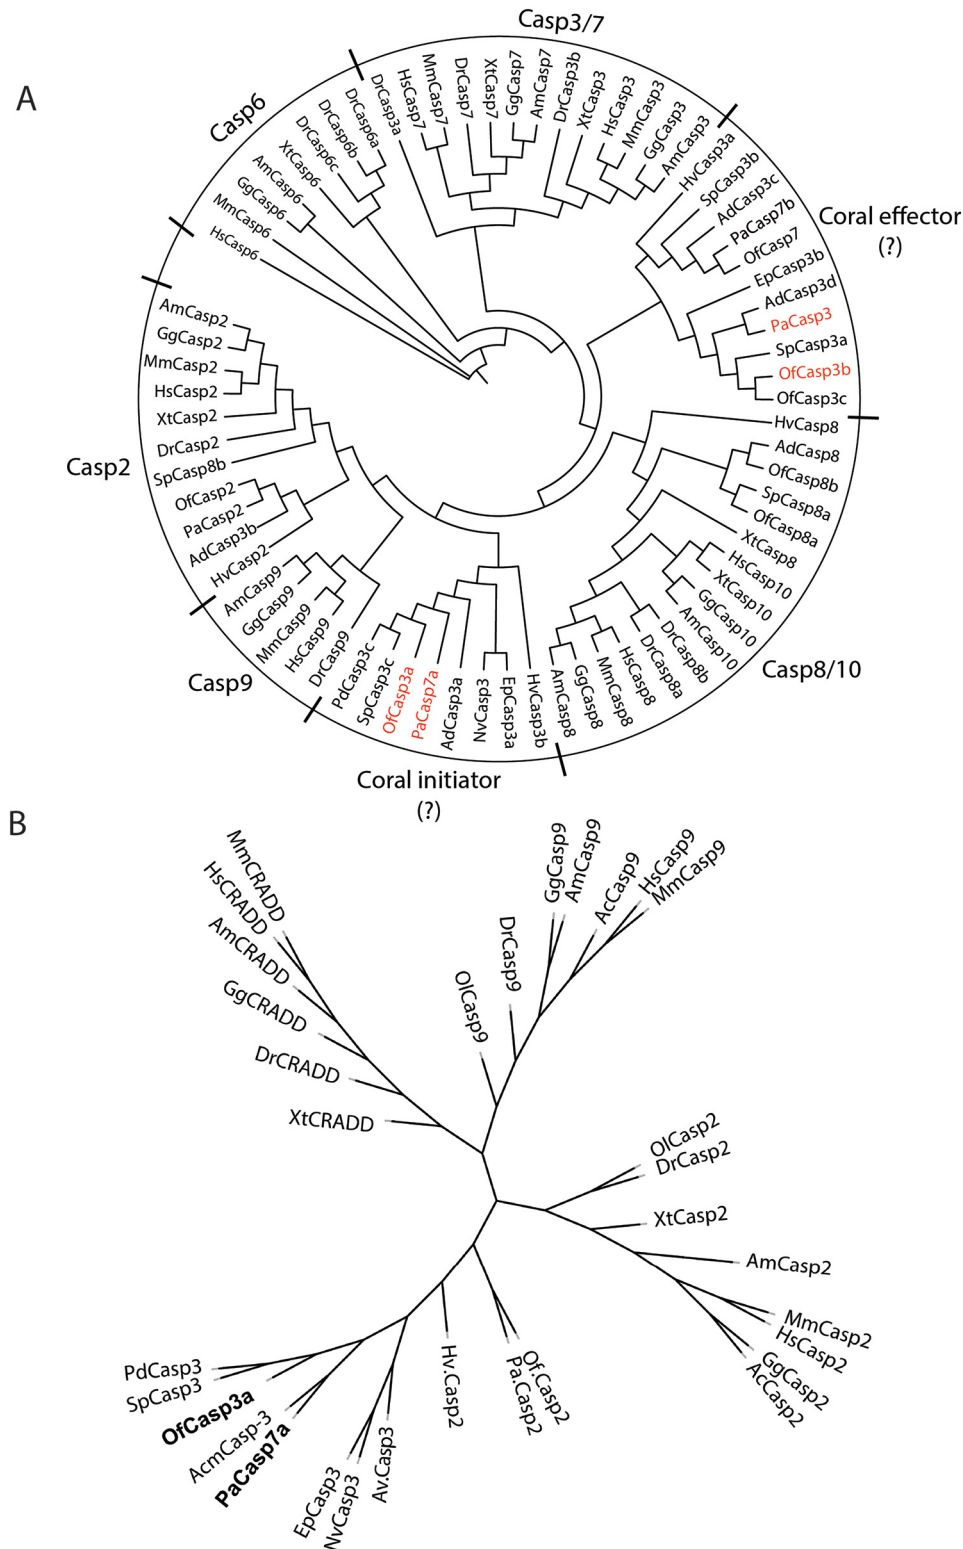 A
Casp3/7
Casp6
DrCasp3a
HsCasp7
MmCasp7
DrCasp7
XtCasp7
GgCasp7
AmCasp7
DrCasp3b
XtCasp3
HsCasp3
MmCasp3
GgCasp3
AmCasp3
HvCasp3a
SpCasp3b
AdCasp3c
PaCasp7b
OfCasp7
EpCasp3b
AdCasp3d
PaCasp3
SpCasp3a
OfCasp3b
OfCasp3c
Coral effector
(?)
HvCasp8
AdCasp8
OfCasp8b
SpCasp8a
OfCasp8a
XtCasp8
HsCasp10
XtCasp10
GgCasp10
AmCasp10
DrCasp8b
DrCasp8a
HsCasp8
MmCasp8
GgCasp8
AmCasp8
Casp8/10
HvCasp3b
EpCasp3a
NvCasp3
AdCasp3a
PaCasp7a
OfCasp3a
SpCasp3c
PdCasp3c
Coral initiator
(?)
DrCasp9
HsCasp9
MmCasp9
GgCasp9
AmCasp9
Casp9
HvCasp2
AdCasp3b
PaCasp2
OfCasp2
SpCasp8b
DrCasp2
XtCasp2
HsCasp2
MmCasp2
GgCasp2
AmCasp2
Casp2
HsCasp6
MmCasp6
GgCasp6
AmCasp6
XtCasp6
DrCasp6c
DrCasp6b
DrCasp6a
B
MmCRADD
HsCRADD
AmCRADD
GgCRADD
DrCRADD
XtCRADD
OlCasp9
DrCasp9
GgCasp9
AmCasp9
AcCasp9
HsCasp9
MmCasp9
OlCasp2
DrCasp2
XtCasp2
AmCasp2
MmCasp2
HsCasp2
GgCasp2
AcCasp2
Of.Casp2
Pa.Casp2
Hv.Casp2
Av.Casp3
NvCasp3
EpCasp3
PaCasp7a
AcmCasp-3
OfCasp3a
SpCasp3
PdCasp3